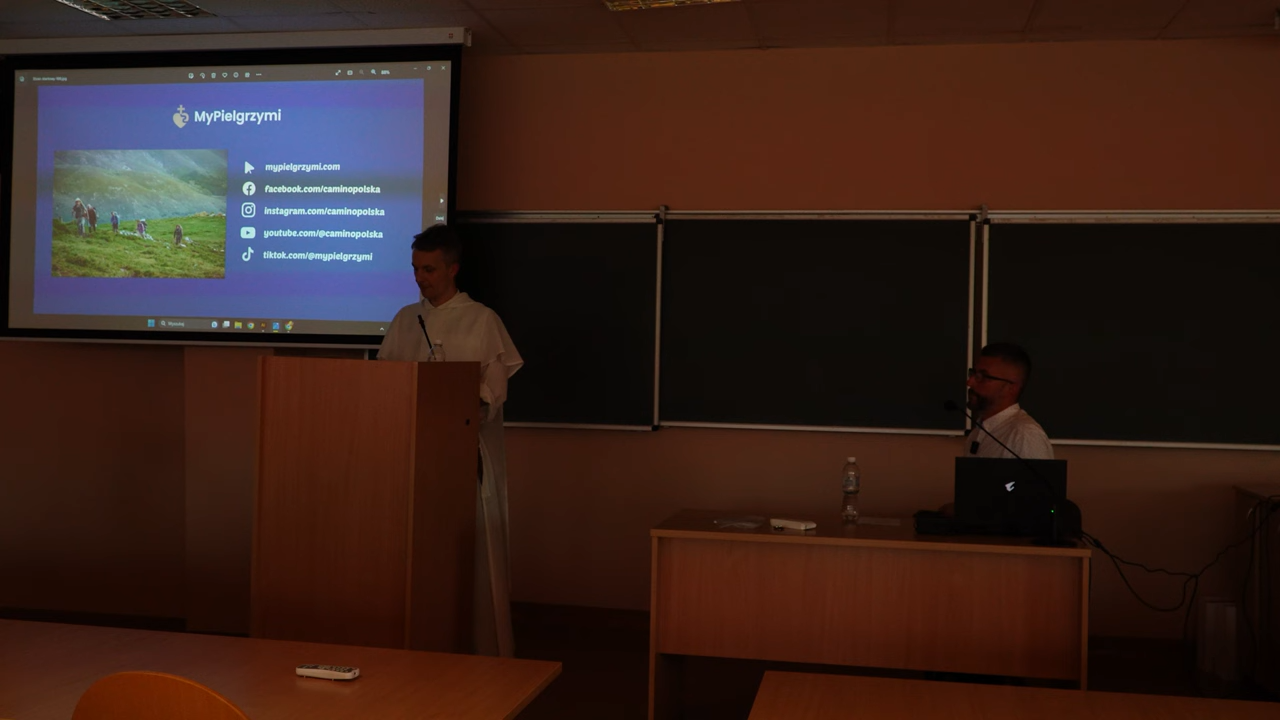 MyPielgrzymi
mypielgrzymi.com
facebook.com/caminopolska
instagram.com/caminopolska
youtube.com/@caminopolska
tiktok.com/@mypielgrzymi